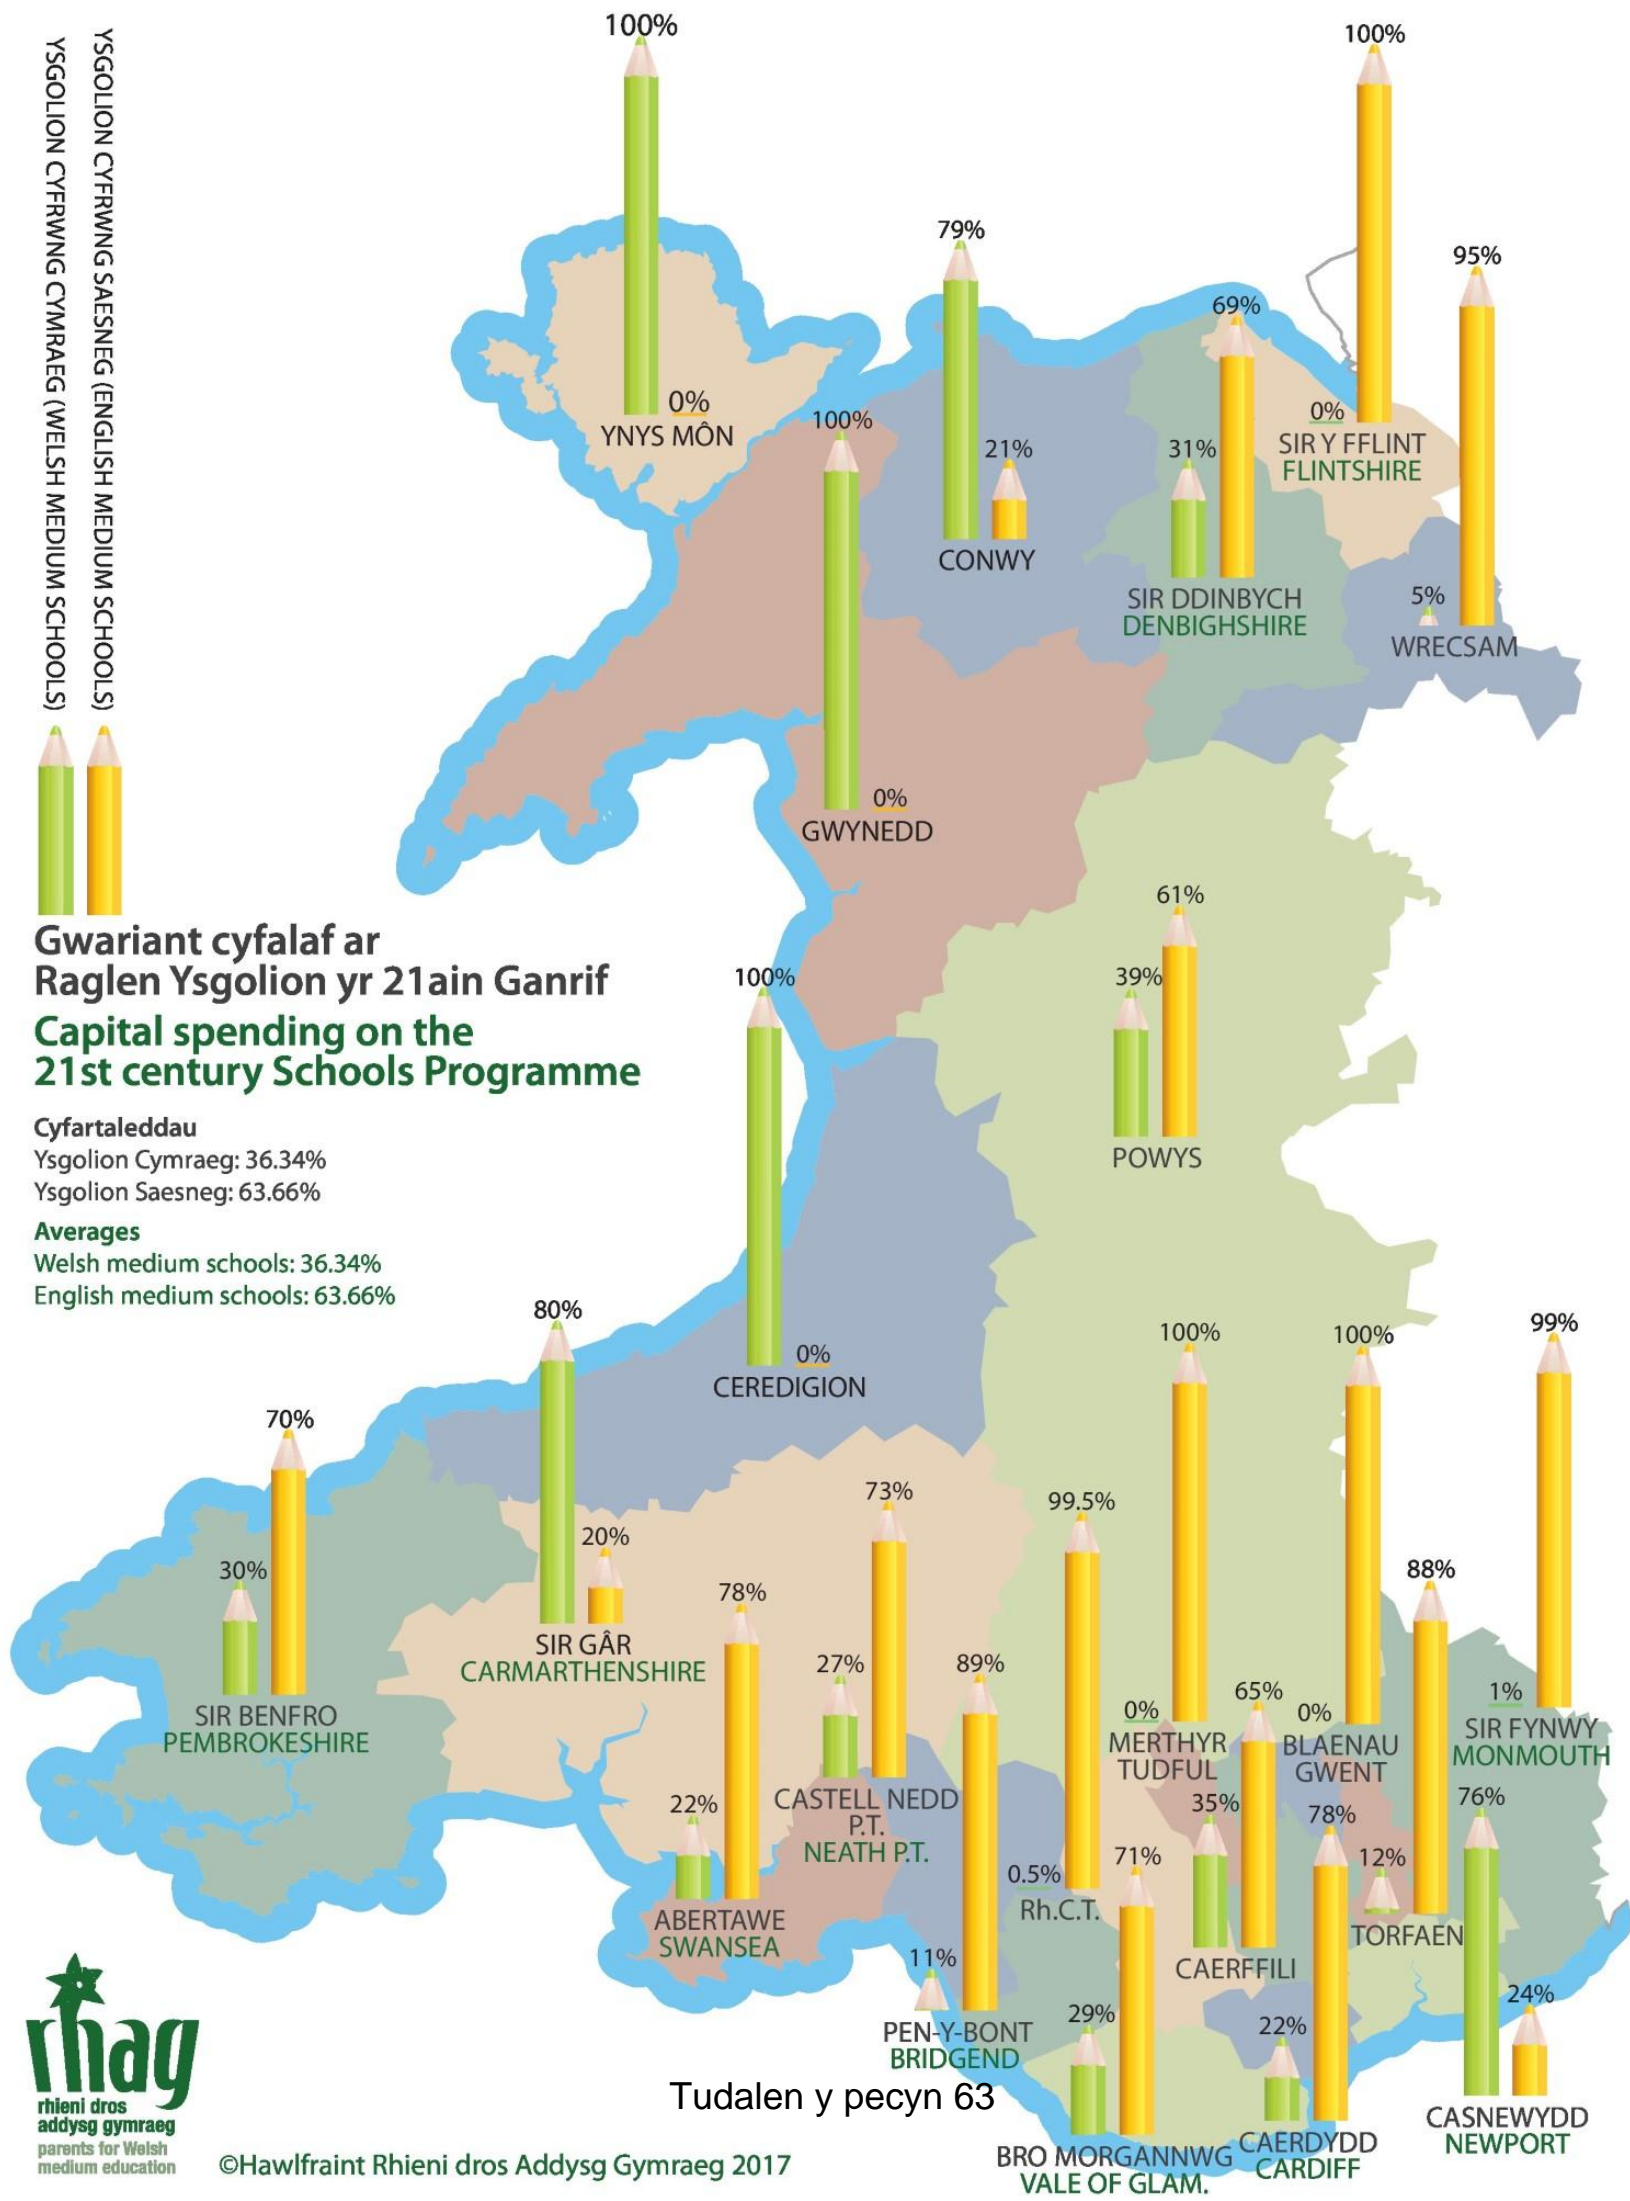 YSGOLION CYFRWNG CYMRAEG (WELSH MEDIUM SCHOOLS)
YSGOLION CYFRWNG SAESNEG (ENGLISH MEDIUM SCHOOLS)
100%
0%
YNYS MÔN
79%
21%
CONWY
100%
0%
GWYNEDD
69%
31%
SIR DDINBYCH
DENBIGHSHIRE
100%
0%
SIR Y FFLINT
FLINTSHIRE
95%
5%
WRECSAM
Gwariant cyfalaf ar
Raglen Ysgolion yr 21ain Ganrif
Capital spending on the
21st century Schools Programme
Cyfartaleddau
Ysgolion Cymraeg: 36.34%
Ysgolion Saesneg: 63.66%
Averages
Welsh medium schools: 36.34%
English medium schools: 63.66%
100%
0%
CEREDIGION
61%
39%
POWYS
80%
20%
SIR GÂR
CARMARTHENSHIRE
70%
30%
SIR BENFRO
PEMBROKESHIRE
78%
22%
ABERTAWE
SWANSEA
73%
27%
CASTELL NEDD
P.T.
NEATH P.T.
89%
11%
PEN-Y-BONT
BRIDGEND
99.5%
0.5%
Rh.C.T.
100%
0%
MERTHYR
TUDFUL
65%
35%
CAERFFILI
100%
0%
BLAENAU
GWENT
88%
12%
TORFAEN
99%
1%
SIR FYNWY
MONMOUTH
71%
29%
BRO MORGANNWG
VALE OF GLAM.
78%
22%
CAERDYDD
CARDIFF
76%
24%
CASNEWYDD
NEWPORT
Tudalen y pecyn 63
rhag
rhieni dros
addysg gymraeg
parents for Welsh
medium education
©Hawlfraint Rhieni dros Addysg Gymraeg 2017